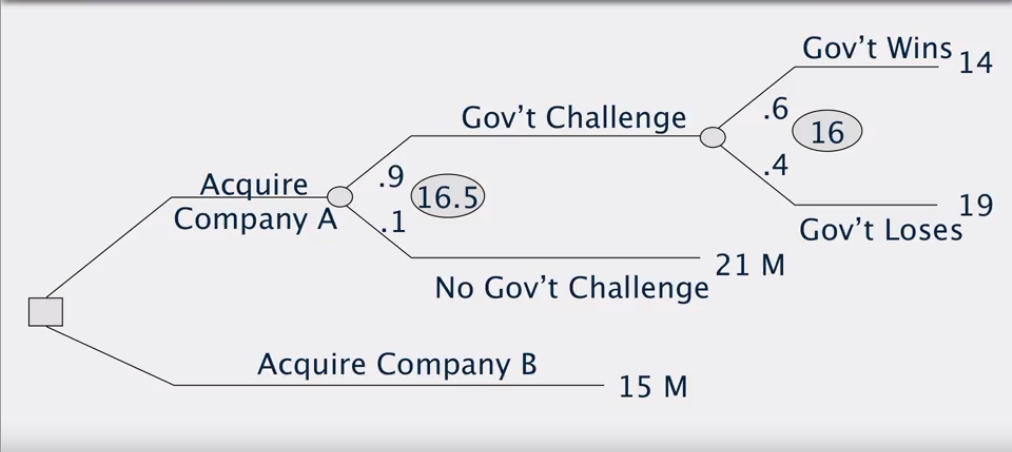 Gov't Wins
14
.6
16
.4
Gov't Challenge
19
Gov't Loses
Acquire
Company A
.9
16.5
.1
21 M
No Gov't Challenge
Acquire Company B
15 M